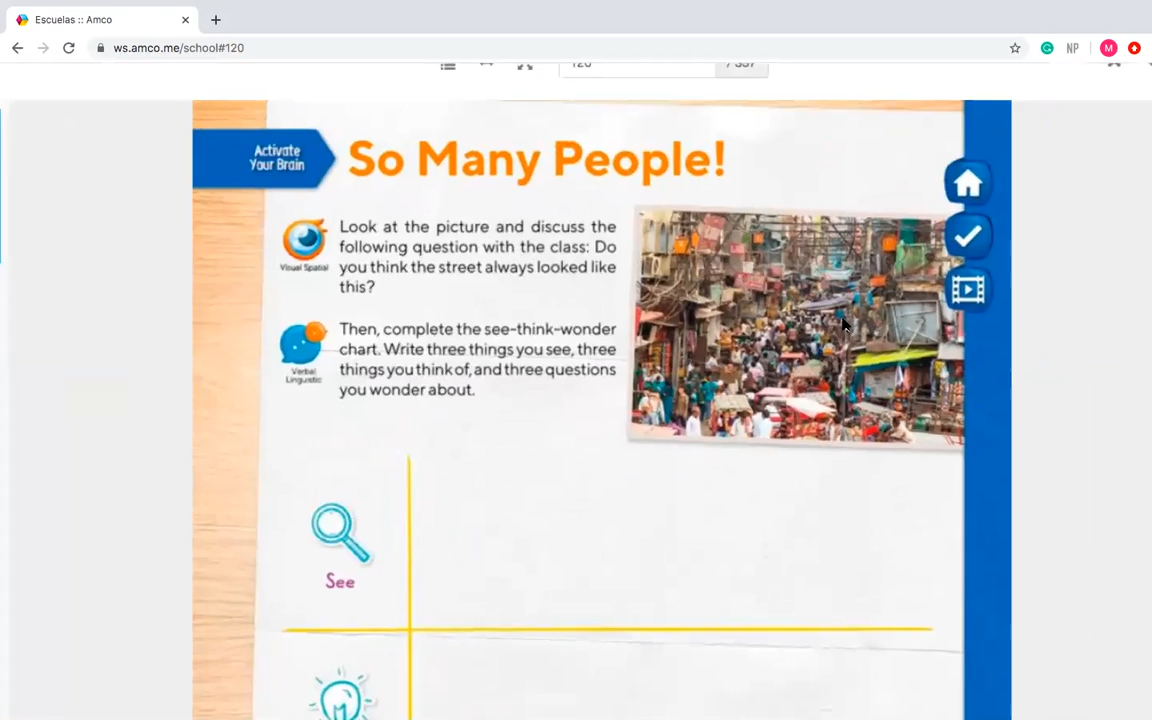 Escuelas :: Amco
ws.amco.me/school#120
NP
M
Activate
Your Brain
So Many People!
Look at the picture and discuss the
following question with the class: Do
you think the street always looked like
this?
Visual Spatial
Then, complete the see-think-wonder
chart. Write three things you see, three
things you think of, and three questions
you wonder about.
Verbal
Linguistic
See